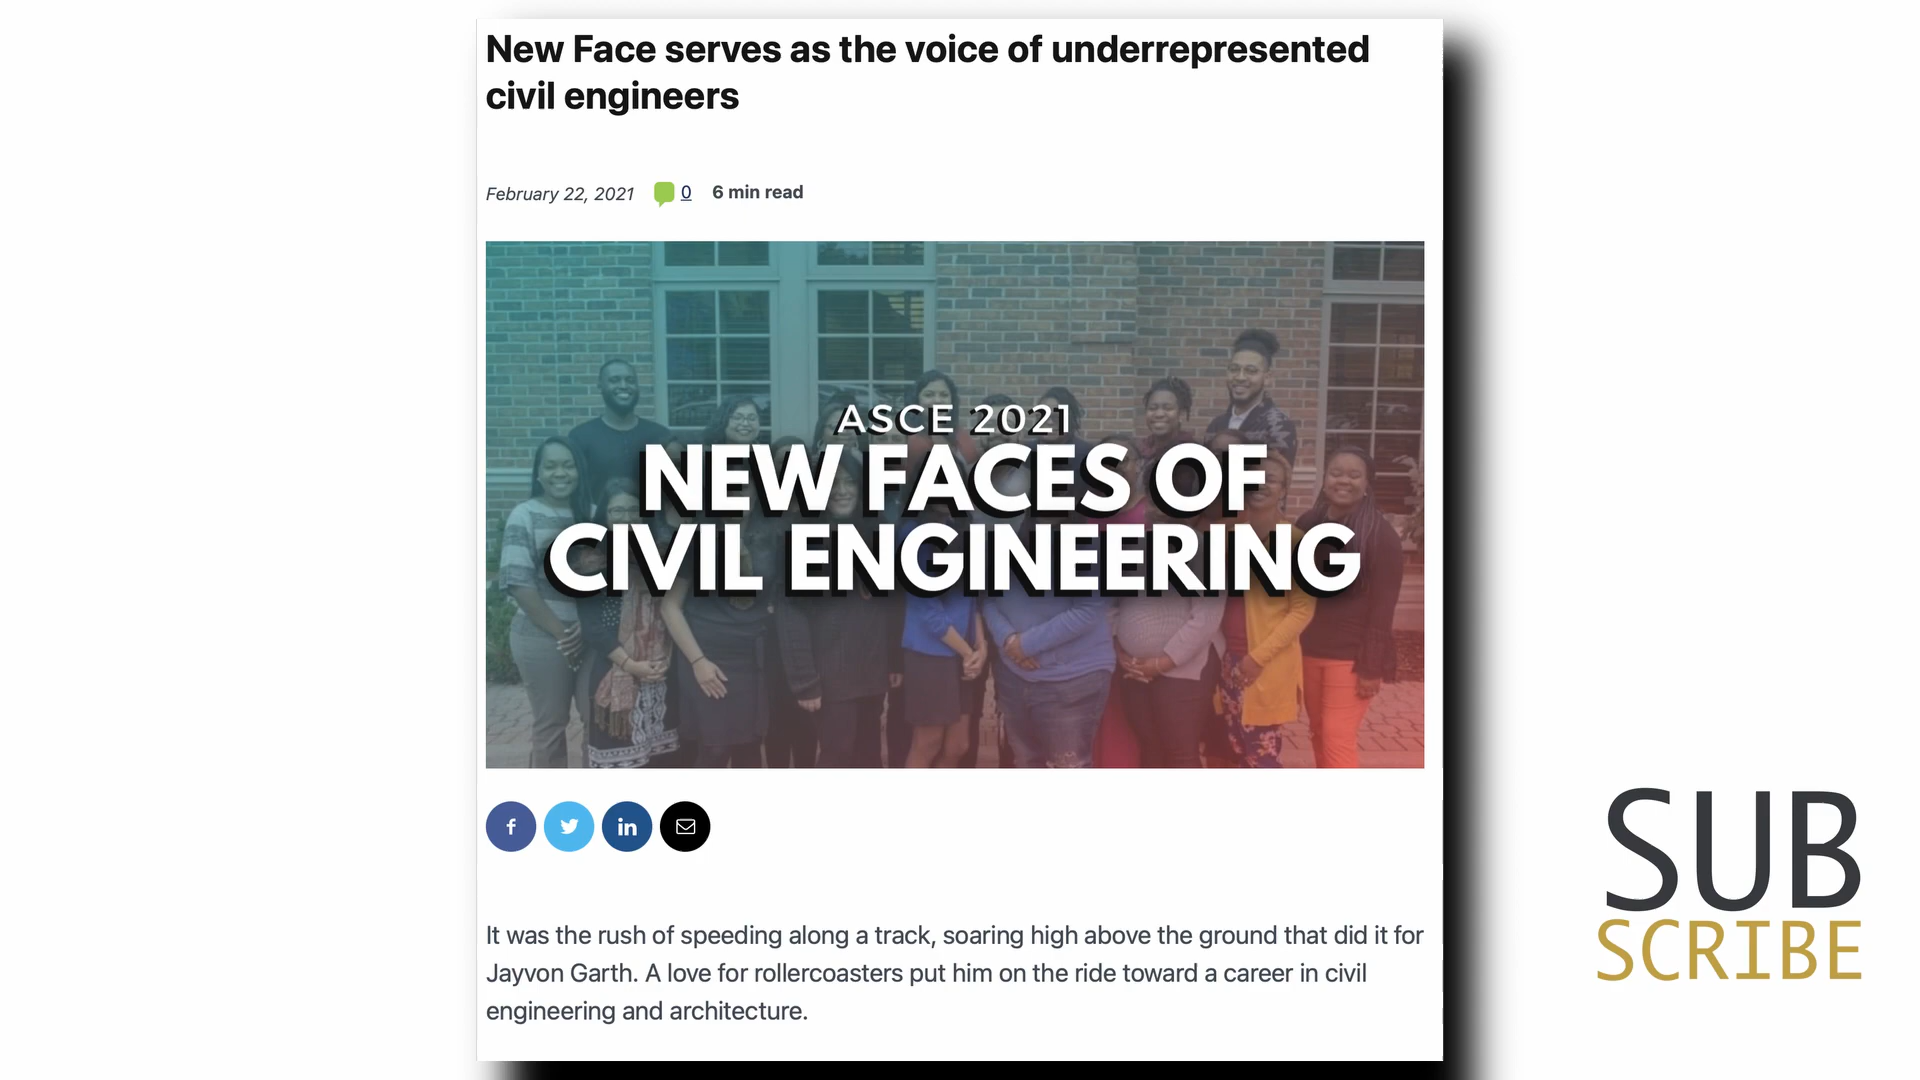 New Face serves as the voice of underrepresented
civil engineers
February 22, 2021 0 6 min read
ASCE 2021
NEW FACES OF
CIVIL ENGINEERING
f in
It was the rush of speeding along a track, soaring high above the ground that did it for
Jayvon Garth. A love for rollercoasters put him on the ride toward a career in civil
engineering and architecture.
SUB
SCRIBE